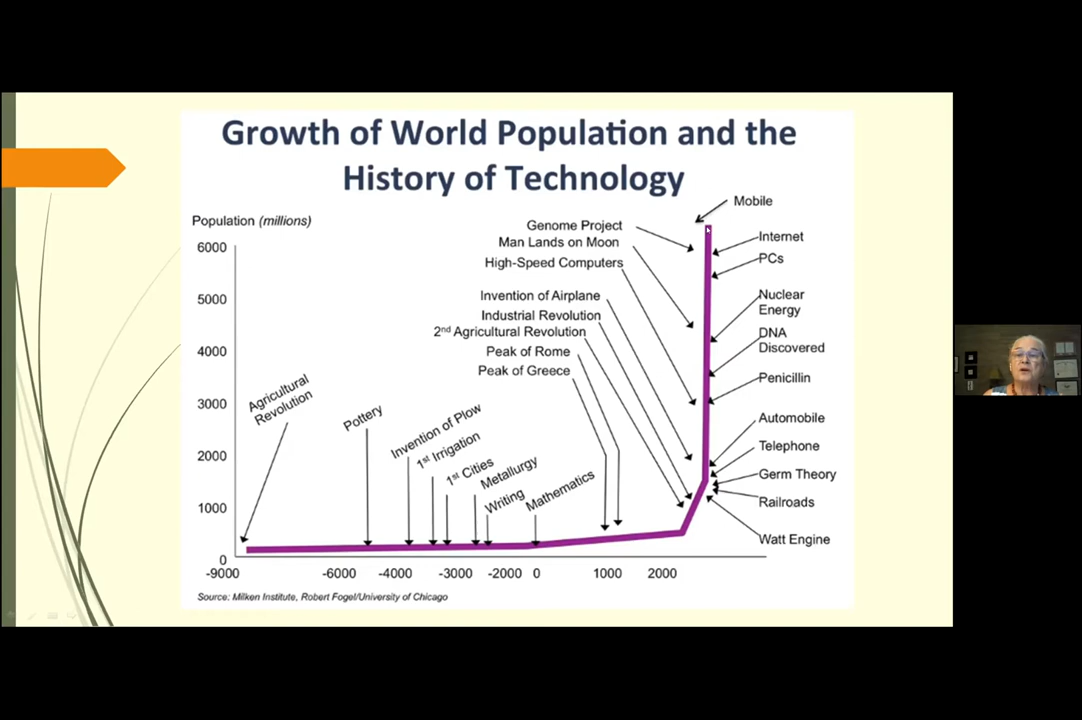 Growth of World Population and the
History of Technology
Population (millions)
6000
5000
4000
3000
2000
1000
0
-9000
-6000
-4000
-3000
-2000
0
1000
2000
Agricultural
Revolution
Pottery
Invention of Plow
1st Irrigation
1st Cities
Metallurgy
Writing
Mathematics
Genome Project
Man Lands on Moon
High-Speed Computers
Invention of Airplane
Industrial Revolution
2nd Agricultural Revolution
Peak of Rome
Peak of Greece
Mobile
Internet
PCs
Nuclear
Energy
DNA
Discovered
Penicillin
Automobile
Telephone
Germ Theory
Railroads
Watt Engine
Source: Milken Institute, Robert Fogel/University of Chicago